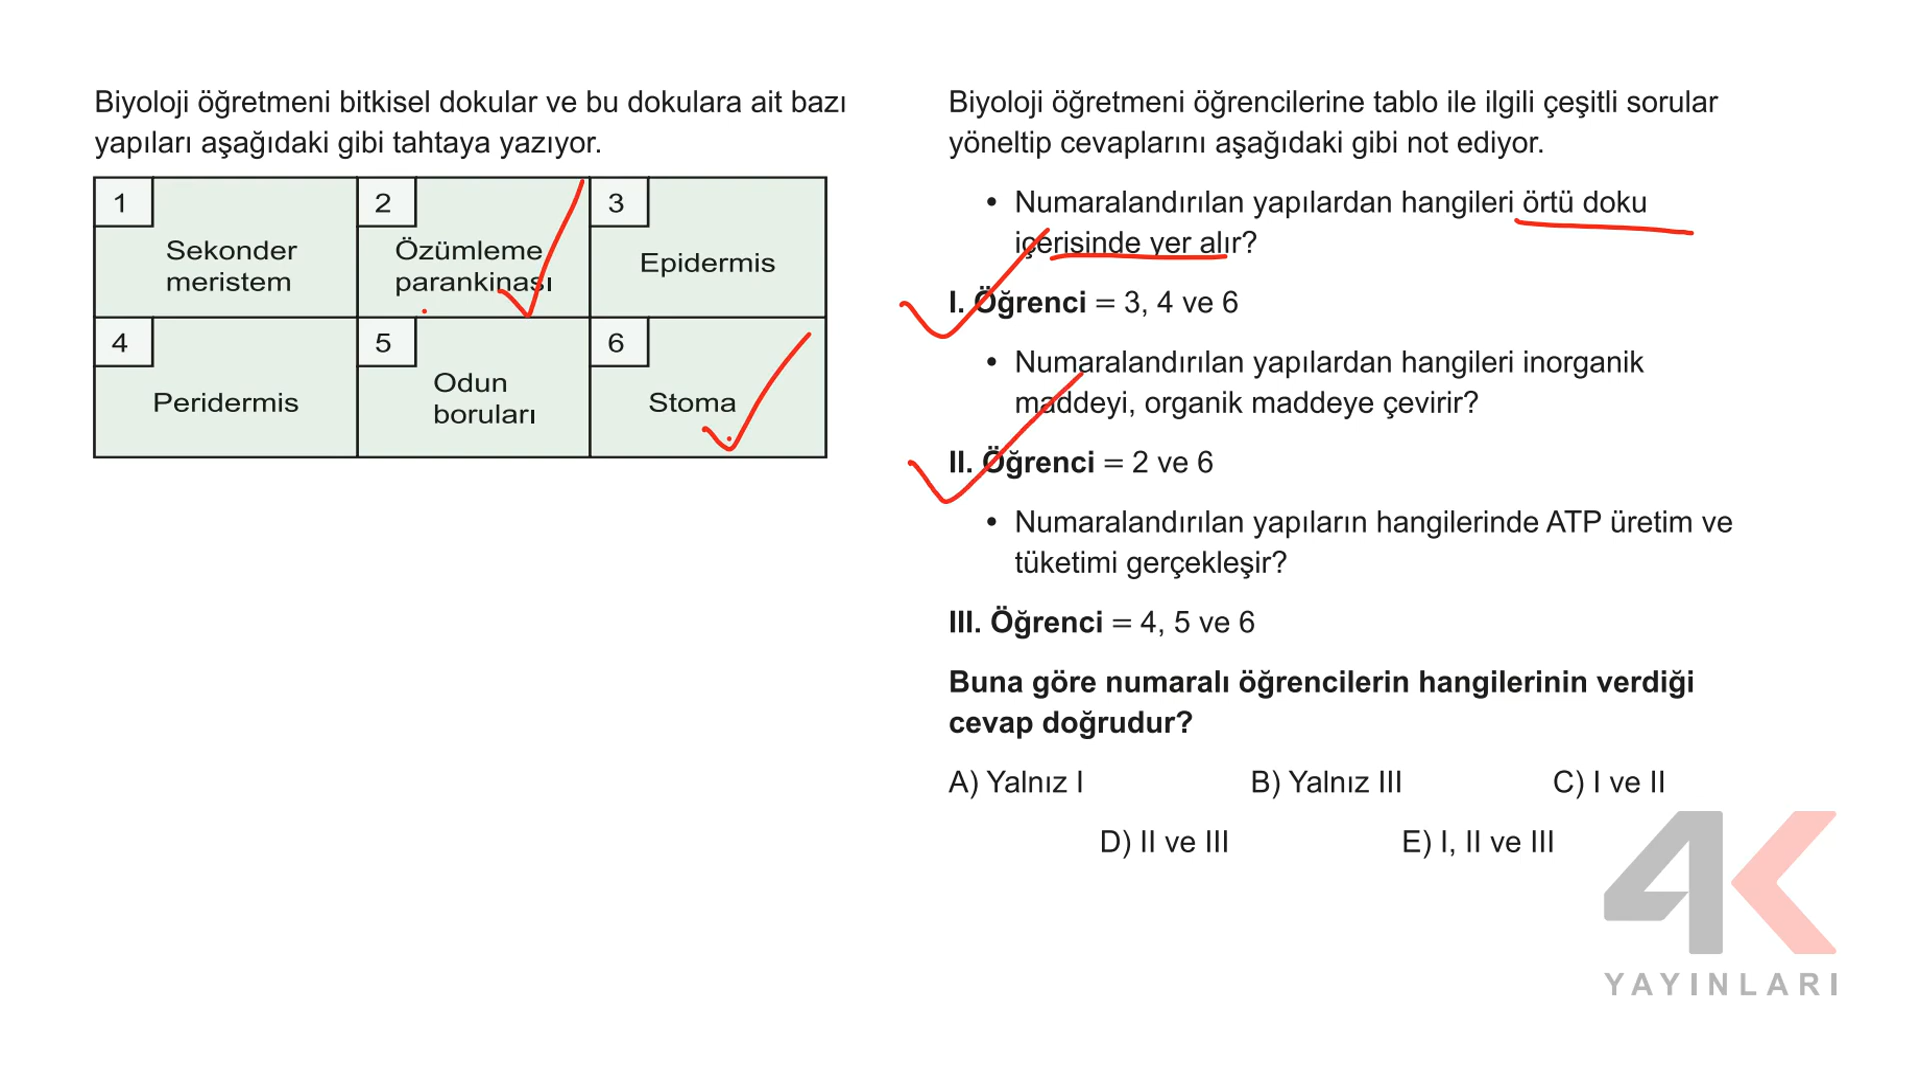 Biyoloji öğretmeni bitkisel dokular ve bu dokulara ait bazı
yapıları aşağıdaki gibi tahtaya yazıyor.
1
Sekonder
meristem
2
Özümleme
parankinası
3
Epidermis
4
Peridermis
5
Odun
boruları
6
Stoma
Biyoloji öğretmeni öğrencilerine tablo ile ilgili çeşitli sorular
yöneltip cevaplarını aşağıdaki gibi not ediyor.
• Numaralandırılan yapılardan hangileri örtü doku
içerisinde yer alır?
I. Öğrenci = 3, 4 ve 6
• Numaralandırılan yapılardan hangileri inorganik
maddeyi, organik maddeye çevirir?
II. Öğrenci = 2 ve 6
• Numaralandırılan yapıların hangilerinde ATP üretim ve
tüketimi gerçekleşir?
III. Öğrenci = 4, 5 ve 6
Buna göre numaralı öğrencilerin hangilerinin verdiği
cevap doğrudur?
A) Yalnız I B) Yalnız III C) I ve II
D) II ve III E) I, II ve III
4K
YAYINLARI